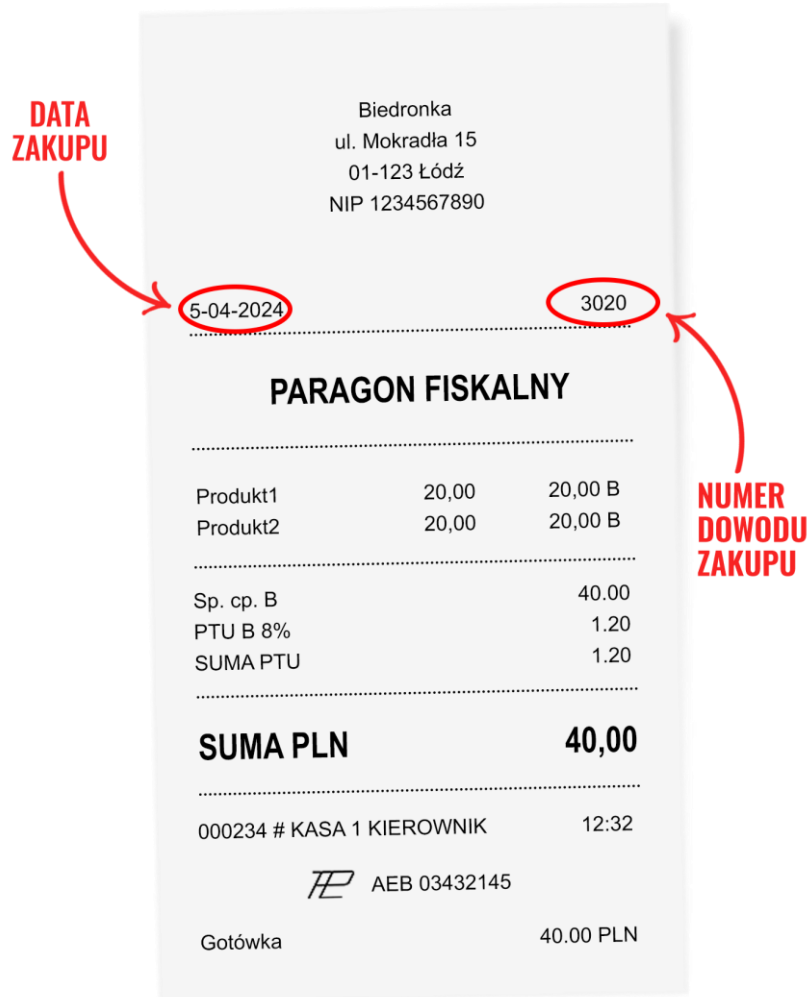 DATA
ZAKUPU
Biedronka
ul. Mokradła 15
01-123 Łódź
NIP 1234567890
5-04-2024 3020
PARAGON FISKALNY
NUMER
DOWODU
ZAKUPU
Produkt1 20,00 20,00 B
Produkt2 20,00 20,00 B
Sp. cp. B 40.00
PTU B 8% 1.20
SUMA PTU 1.20
SUMA PLN 40,00
000234 # KASA 1 KIEROWNIK 12:32
AEB 03432145
Gotówka 40.00 PLN